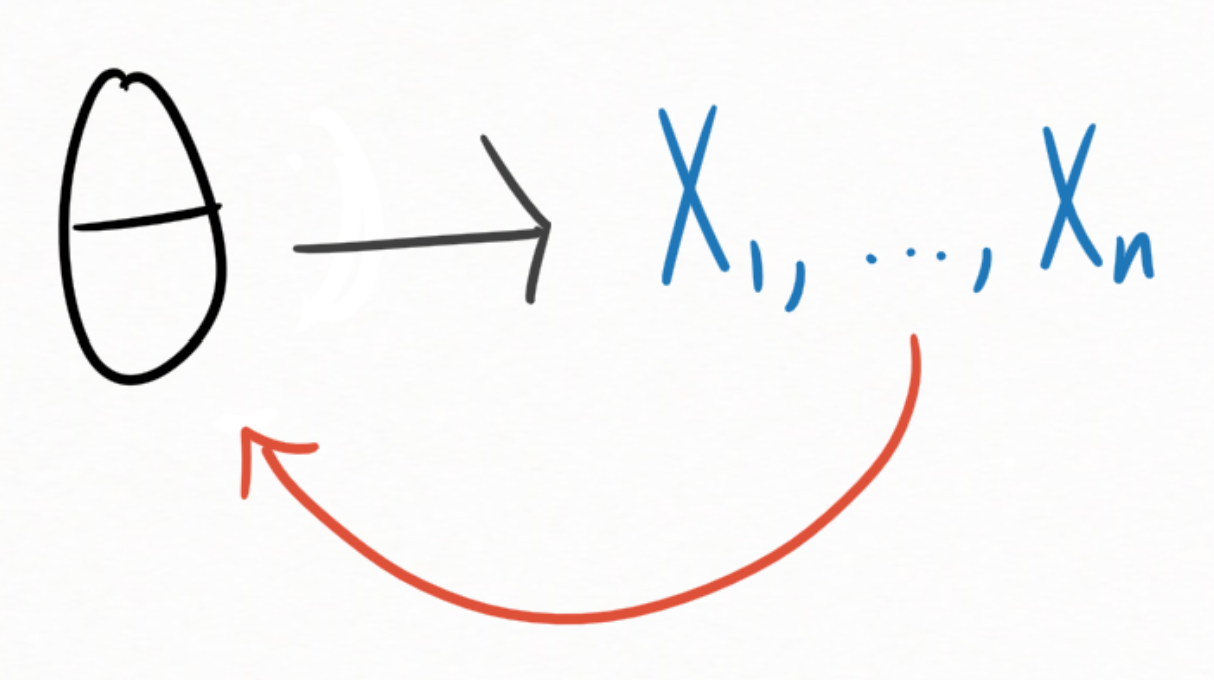 θ → X₁, ..., Xₙ